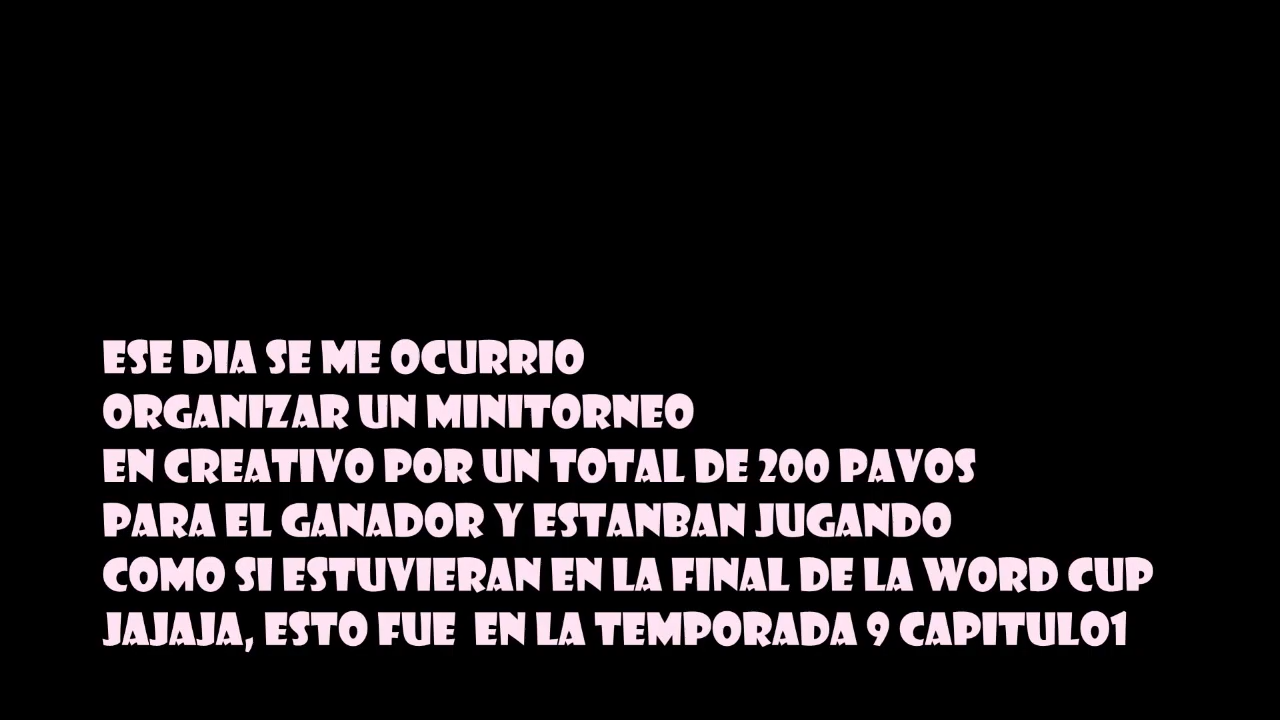 ESE DIA SE ME OCURRIO
ORGANIZAR UN MINITORNEO
EN CREATIVO POR UN TOTAL DE 200 PAVOS
PARA EL GANADOR Y ESTANBAN JUGANDO
COMO SI ESTUVIERAN EN LA FINAL DE LA WORD CUP
JAJAJA, ESTO FUE  EN LA TEMPORADA 9 CAPITULO1